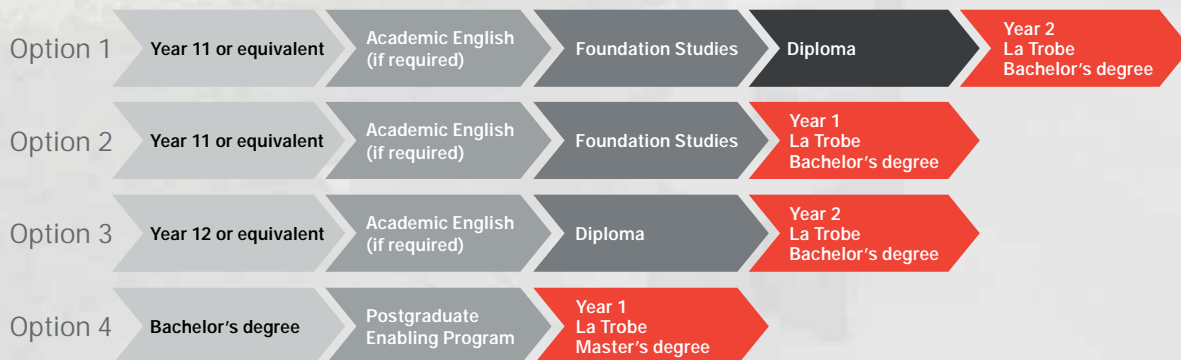 Option 1
Year 11 or equivalent
Academic English
(if required)
Foundation Studies
Diploma
Year 2
La Trobe
Bachelor's degree
Option 2
Year 11 or equivalent
Academic English
(if required)
Foundation Studies
Year 1
La Trobe
Bachelor's degree
Option 3
Year 12 or equivalent
Academic English
(if required)
Diploma
Year 2
La Trobe
Bachelor's degree
Option 4
Bachelor's degree
Postgraduate
Enabling Program
Year 1
La Trobe
Master's degree